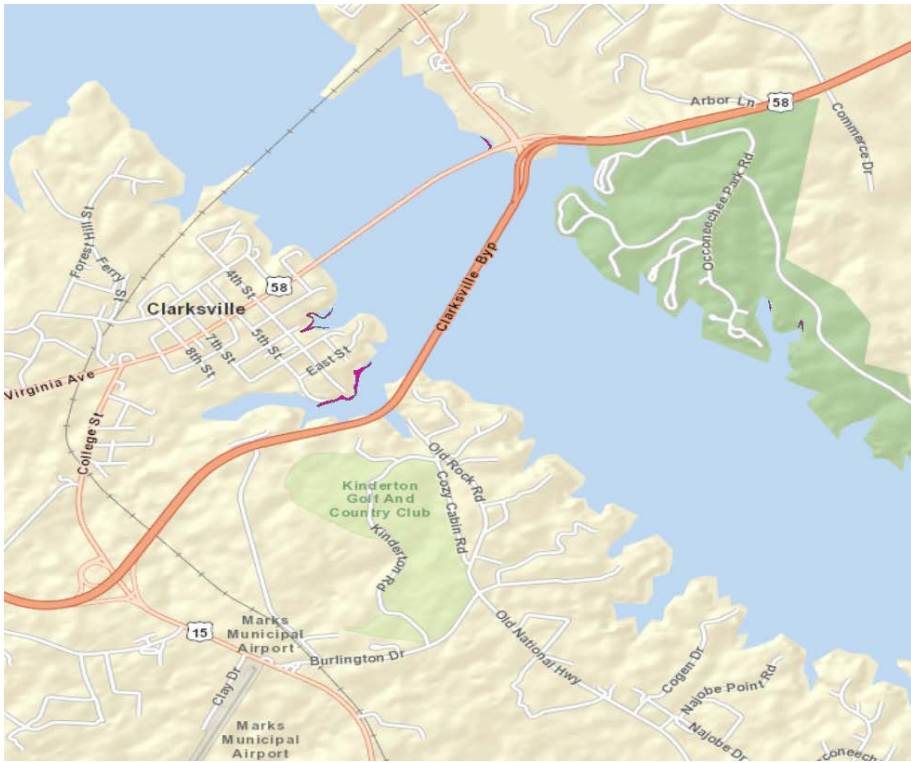 Arbor Ln
58
Commerce Dr
Occoneechee Park Rd
Forest Hill St
Ferry St
4th St
58
Clarksville Byp
Clarksville
5th St
7th St
8th St
East St
Virginia Ave
College St
Old Rock Rd
Cozy Cabin Rd
Kinderton
Golf And
Country Club
Kinderton Rd
Old National Hwy
15
Marks
Municipal
Airport
Burlington Dr
Clay Dr
Cogen Dr
Najobe Point Rd
Najobe Dr
Marks
Municipal
Airport